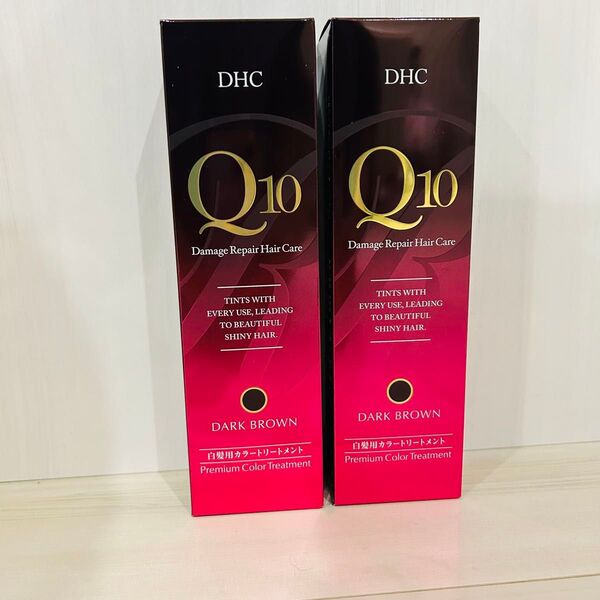 DHC
Q10
Damage Repair Hair Care
TINTS WITH
EVERY USE, LEADING
TO BEAUTIFUL
SHINY HAIR.
DARK BROWN
白髪用カラートリートメント
Premium Color Treatment
DHC
Q10
Damage Repair Hair Care
TINTS WITH
EVERY USE, LEADING
TO BEAUTIFUL
SHINY HAIR.
DARK BROWN
白髪用カラートリートメント
Premium Color Treatment